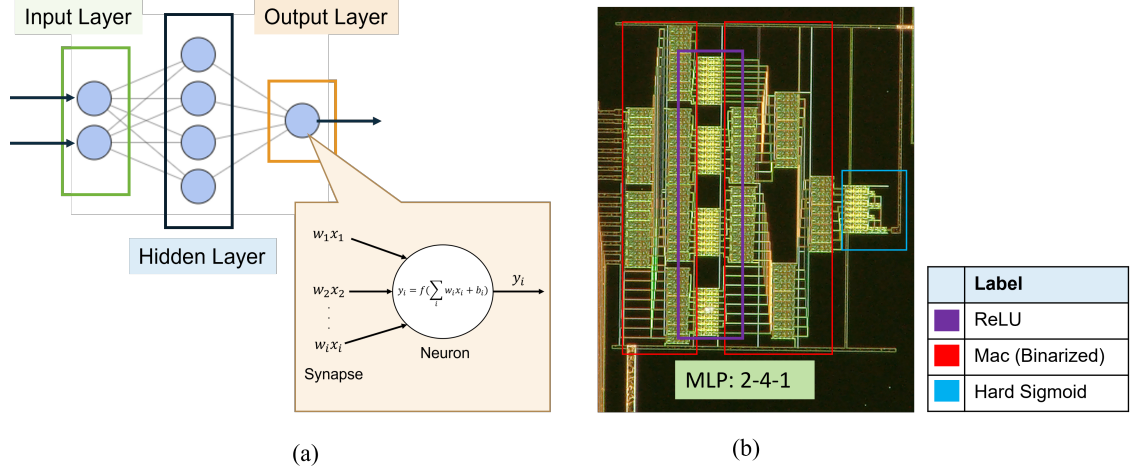 Input Layer
Output Layer
Hidden Layer
w₁x₁
w₂x₂
.
.
.
wᵢxᵢ
Synapse
yᵢ = f(∑ᵢ wᵢxᵢ + bᵢ)
Neuron
yᵢ
(a)
MLP: 2-4-1
(b)
Label
ReLU
Mac (Binarized)
Hard Sigmoid